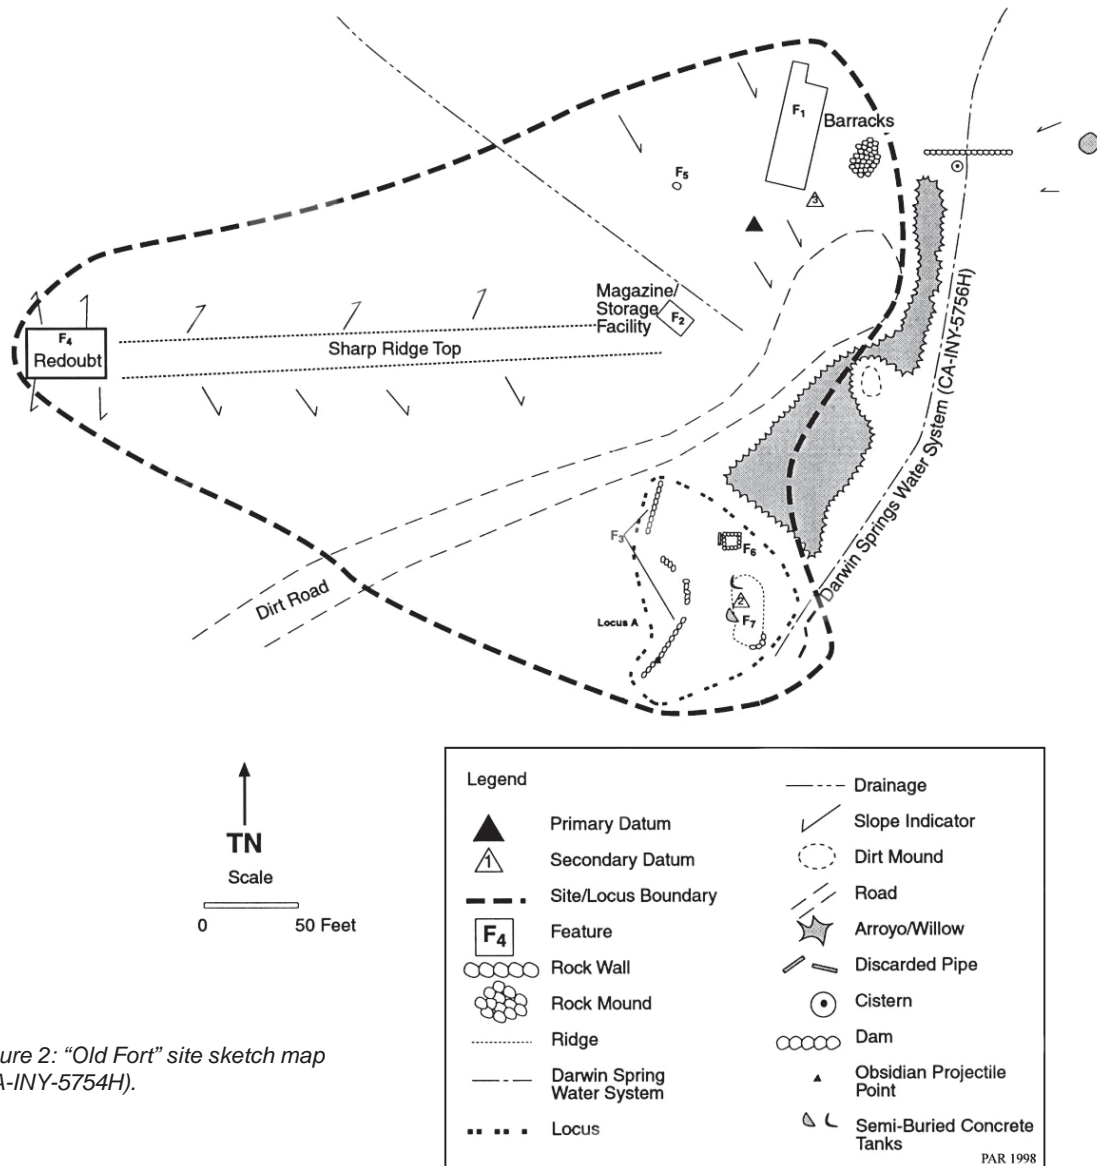 F1
Barracks
F5
3
Magazine/
Storage
Facility
F2
F4
Redoubt
Sharp Ridge Top
Darwin Springs Water System (CA-INY-5756H)
F3
F6
2
F7
Locus A
Dirt Road
TN
Scale
0 50 Feet
Legend
Primary Datum
1 Secondary Datum
Site/Locus Boundary
F4 Feature
Rock Wall
Rock Mound
Ridge
Darwin Spring
Water System
Locus
Drainage
Slope Indicator
Dirt Mound
Road
Arroyo/Willow
Discarded Pipe
Cistern
Dam
Obsidian Projectile
Point
Semi-Buried Concrete
Tanks
PAR 1998
ure 2: “Old Fort” site sketch map
A-INY-5754H).